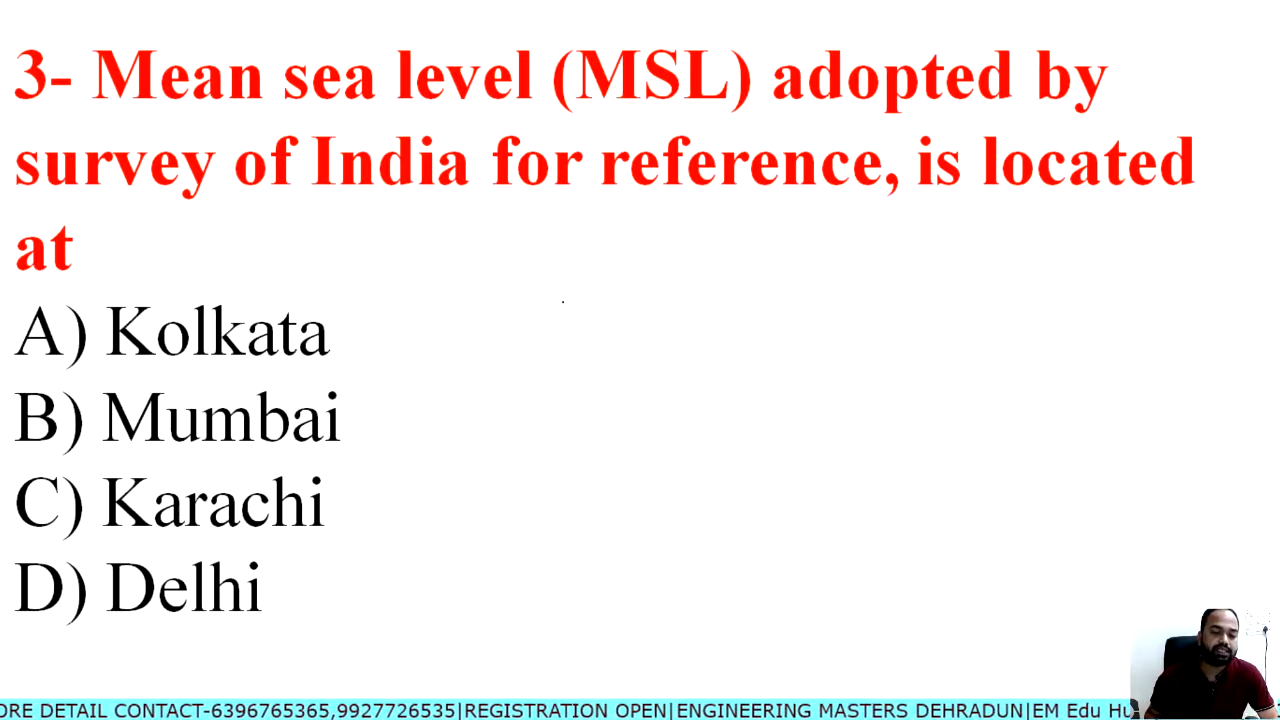 3- Mean sea level (MSL) adopted by
survey of India for reference, is located
at
A) Kolkata
B) Mumbai
C) Karachi
D) Delhi
DETAIL CONTACT-6396765365,9927726535|REGISTRATION OPEN|ENGINEERING MASTERS DEHRADUN|EM Edu